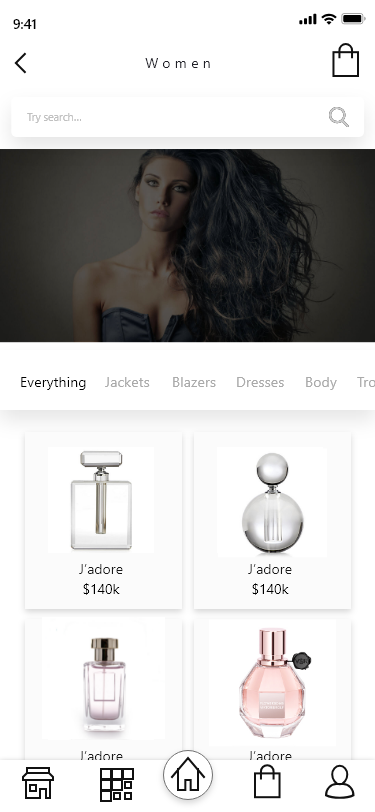 9:41
Women
Try search...
Everything Jackets Blazers Dresses Body Tro
J'adore J'adore
$140k $140k
J'adore J'adore